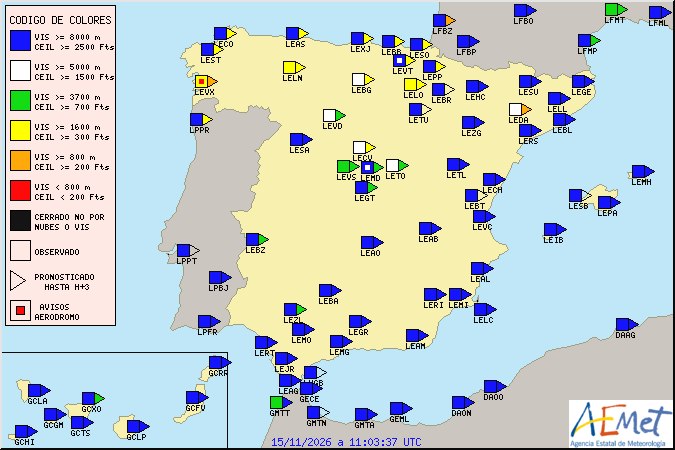 CODIGO DE COLORES
VIS >= 8000 m
CEIL >= 2500 Fts
VIS >= 5000 m
CEIL >= 1500 Fts
VIS >= 3700 m
CEIL >= 700 Fts
VIS >= 1600 m
CEIL >= 300 Fts
VIS >= 800 m
CEIL >= 200 Fts
VIS < 800 m
CEIL < 200 Fts
CERRADO NO POR
NUBES O VIS
OBSERVADO
PRONOSTICADO
HASTA H+3
AVISOS
AERODROMO
LFBO
LFMT
LFML
LFBZ
LECO
LEAS
LEXJ
LEBB
LESO
LFBP
LFMP
LEST
LEVT
LEPP
LELN
LEVX
LEBG
LELO
LEBR
LEHC
LESU
LEGE
LELL
LEDA
LETU
LEVD
LPPR
LEZG
LERS
LEBL
LESA
LECV
LEVS
LEMD
LETO
LETL
LEMH
LEGT
LECH
LEBT
LESB
LEPA
LEVC
LEAB
LEIB
LEBZ
LEAO
LPPT
LPBJ
LEAL
LEBA
LERI
LEMI
LELC
LEZL
LPFR
LEMO
LEGR
LEAM
DAAG
LERT
LEMG
LEJR
GCRR
LEAG
LXGB
GECE
DAOO
GCLA
GCXO
GCFV
GMTT
DAON
GCGM
GCTS
GCLP
GMTN
GMTA
GEML
GCHI
15/11/2026 a 11:03:37 UTC
AEMet
Agencia Estatal de Meteorología